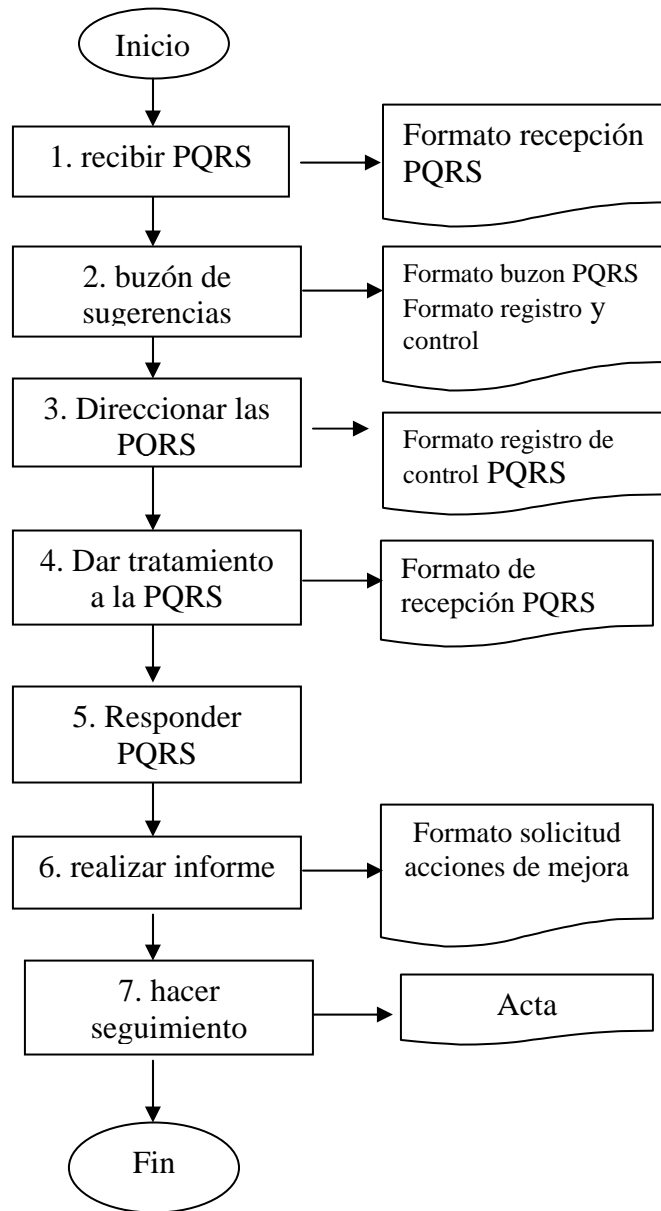 Inicio
1. recibir PQRS
Formato recepción
PQRS
2. buzón de
sugerencias
Formato buzon PQRS
Formato registro y
control
3. Direccionar las
PQRS
Formato registro de
control PQRS
4. Dar tratamiento
a la PQRS
Formato de
recepción PQRS
5. Responder
PQRS
6. realizar informe
Formato solicitud
acciones de mejora
7. hacer
seguimiento
Acta
Fin